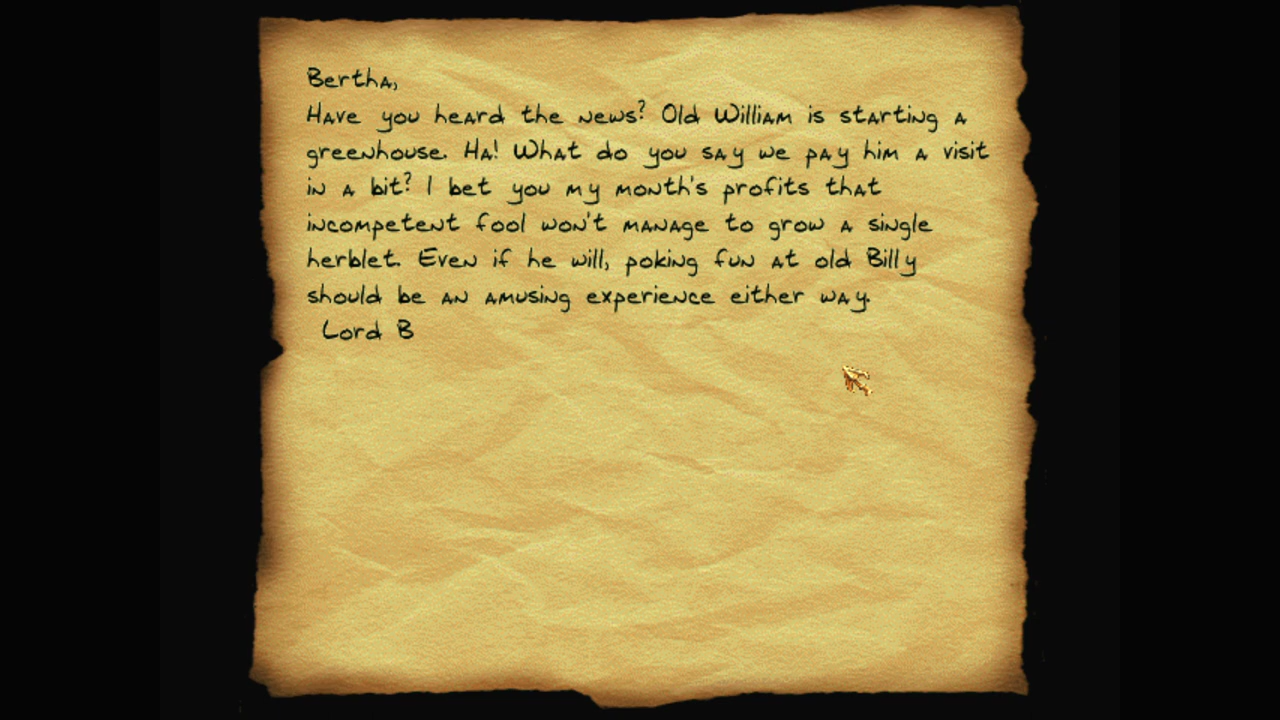 Bertha,
Have you heard the news? Old William is starting a
greenhouse. Ha! What do you say we pay him a visit
in a bit? I bet you my month's profits that
incompetent fool won't manage to grow a single
herblet. Even if he will, poking fun at old Billy
should be an amusing experience either way.
Lord B